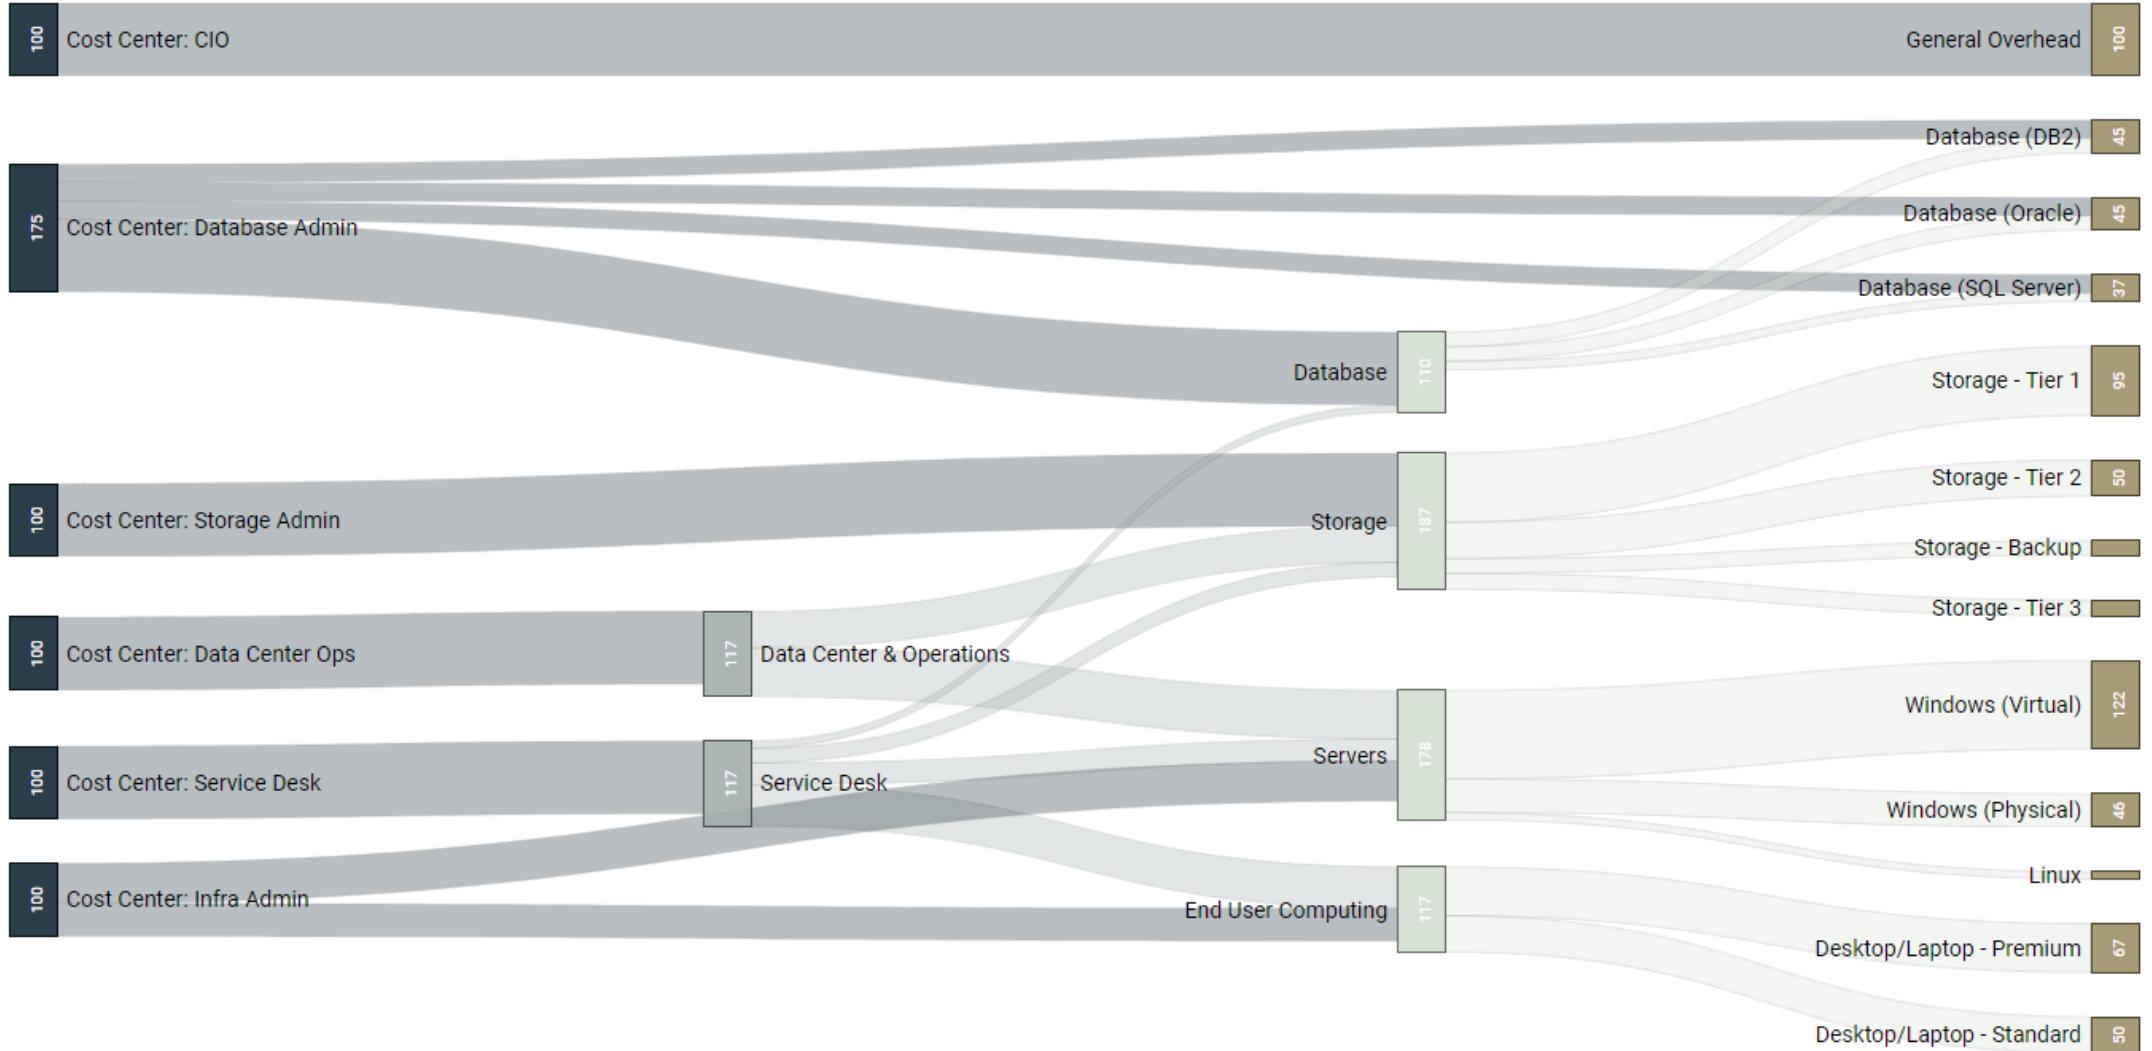 100 Cost Center: CIO
General Overhead 100
Database (DB2) 45
175 Cost Center: Database Admin
Database (Oracle) 45
Database (SQL Server) 37
Database 110
Storage - Tier 1 95
Storage - Tier 2 50
100 Cost Center: Storage Admin
Storage 187
Storage - Backup
Storage - Tier 3
100 Cost Center: Data Center Ops
117 Data Center & Operations
Windows (Virtual) 122
Servers 178
100 Cost Center: Service Desk
117 Service Desk
Windows (Physical) 46
Linux
100 Cost Center: Infra Admin
End User Computing 117
Desktop/Laptop - Premium 67
Desktop/Laptop - Standard 50